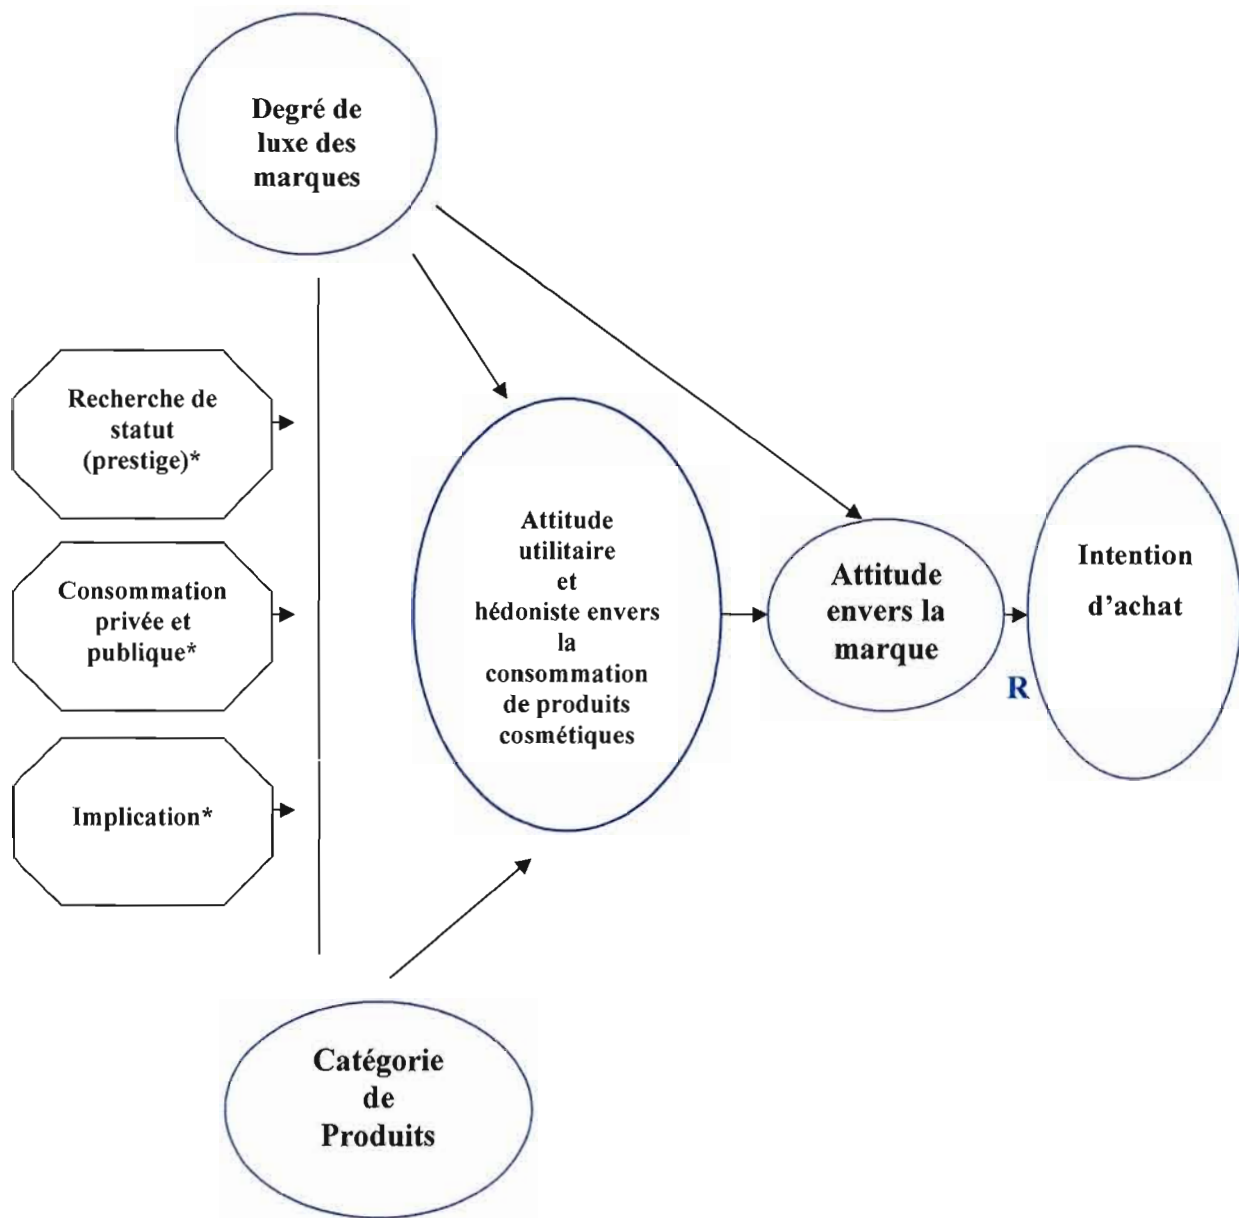 Degré de
luxe des
marques
Recherche de
statut
(prestige)*
Consommation
privée et
publique*
Implication*
Attitude
utilitaire
et
hédoniste envers
la
consommation
de produits
cosmétiques
Attitude
envers la
marque
R
Intention
d'achat
Catégorie
de
Produits